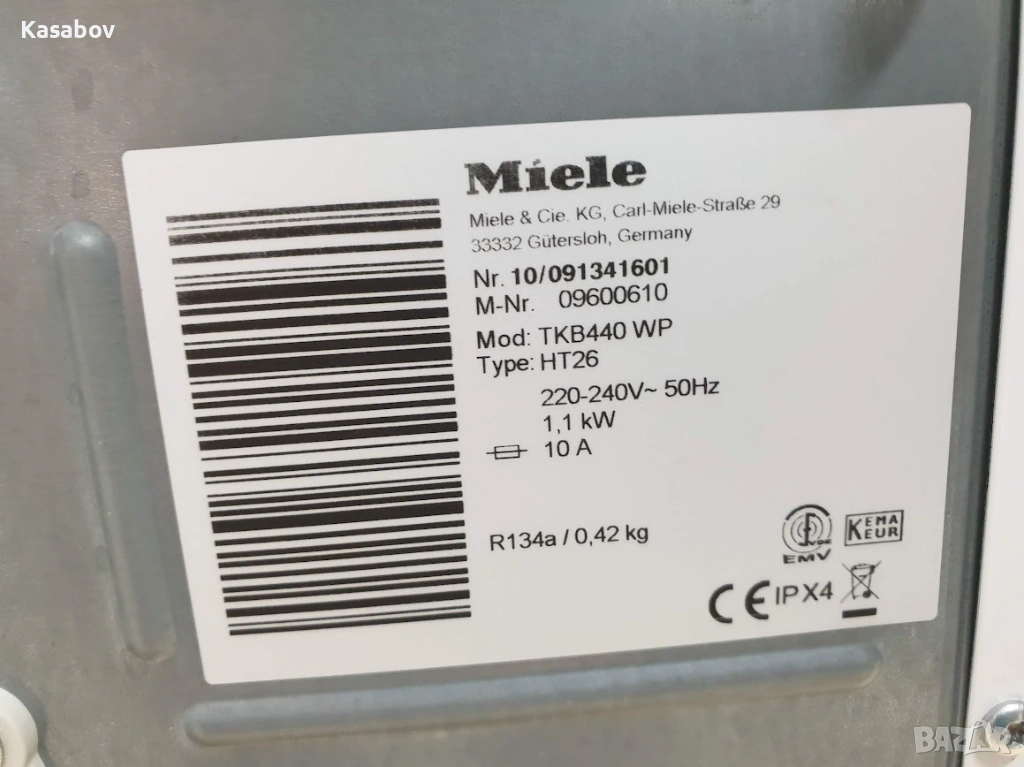 Kasabov
Miele
Miele & Cie. KG, Carl-Miele-Straße 29
33332 Gütersloh, Germany
Nr. 10/091341601
M-Nr. 09600610
Mod: TKB440 WP
Type: HT26
220-240V~ 50Hz
1,1 kW
10 A
R134a / 0,42 kg
VDE
EMV
KEMA
KEUR
CE IPX4
BAZAR